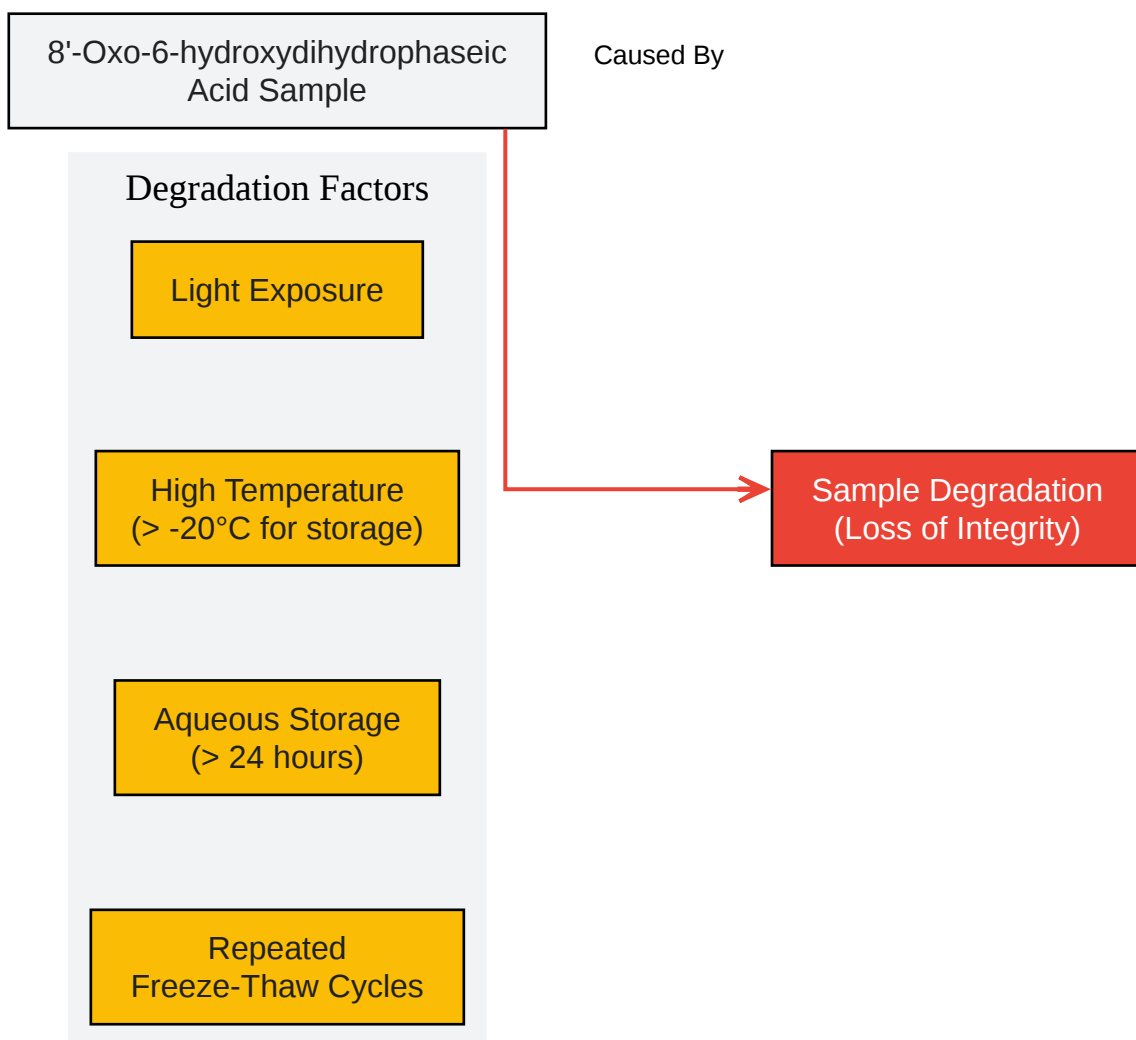 8'-Oxo-6-hydroxydihydrophaseic
Acid Sample
Caused By
Degradation Factors
Light Exposure
High Temperature
(> -20°C for storage)
Sample Degradation
(Loss of Integrity)
Aqueous Storage
(> 24 hours)
Repeated
Freeze-Thaw Cycles